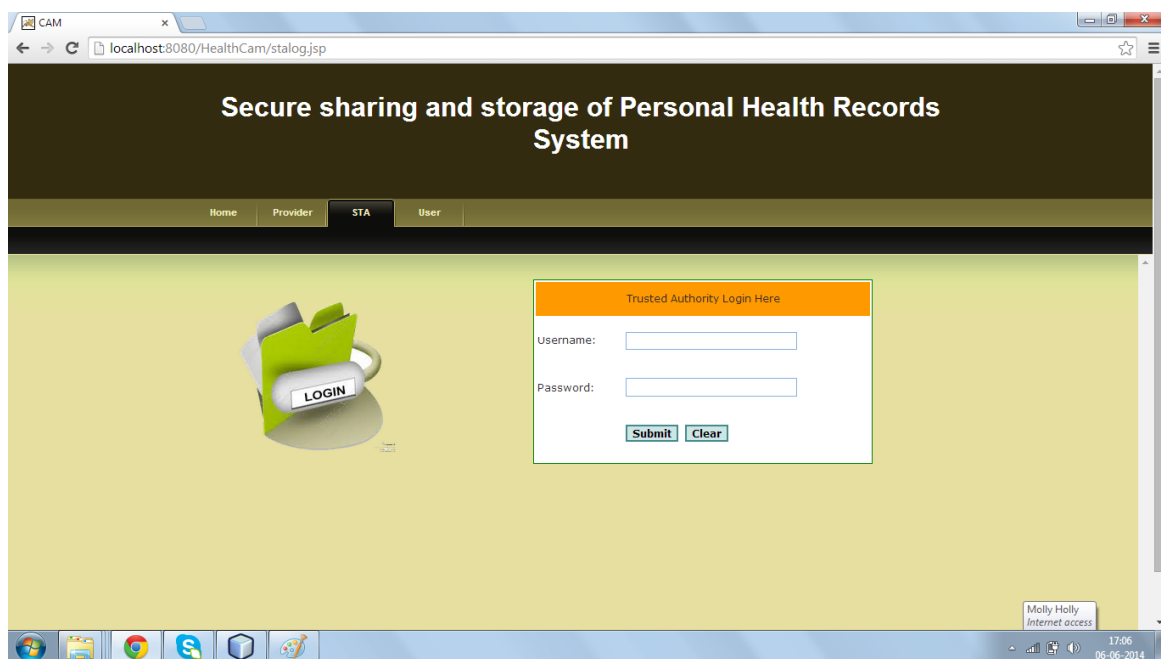 CAM
localhost:8080/HealthCam/stalog.jsp
Secure sharing and storage of Personal Health Records
System
Home Provider STA User
Trusted Authority Login Here
Username:
LOGIN
Password:
Submit Clear
Molly Holly
Internet access
17:06
06-06-2014